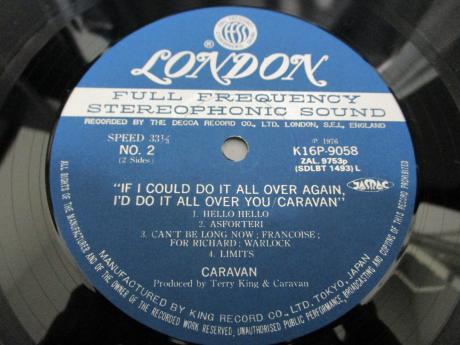 ®
LONDON
FULL FREQUENCY
STEREOPHONIC SOUND
RECORDED BY THE DECCA RECORD CO., LTD. LONDON, S.E.I., ENGLAND
SPEED 33⅓
NO. 2
(2 Sides)
℗ 1976
K16P-9058
ZAL. 9753P
(SDLBT 1493) L
JASRAC
"IF I COULD DO IT ALL OVER AGAIN,
I'D DO IT ALL OVER YOU/CARAVAN"
1. HELLO HELLO
2. ASFORTERI
3. CAN'T BE LONG NOW; FRANCOISE;
FOR RICHARD; WARLOCK
4. LIMITS
CARAVAN
Produced by Terry King & Caravan
MANUFACTURED BY KING RECORD CO., LTD. TOKYO, JAPAN
ALL RIGHTS OF THE MANUFACTURER AND OF THE OWNER OF THE RECORDED WORK RESERVED, UNAUTHORISED PUBLIC PERFORMANCE, BROADCASTING AND COPYING OF THIS RECORD PROHIBITED